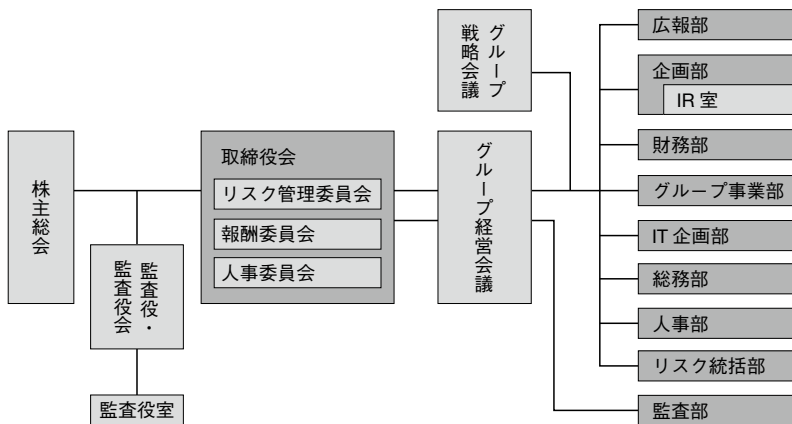 株主総会
監査役・
監査役会
監査役室
取締役会
リスク管理委員会
報酬委員会
人事委員会
グループ
戦略会議
グループ経営会議
広報部
企画部
IR 室
財務部
グループ事業部
IT 企画部
総務部
人事部
リスク統括部
監査部